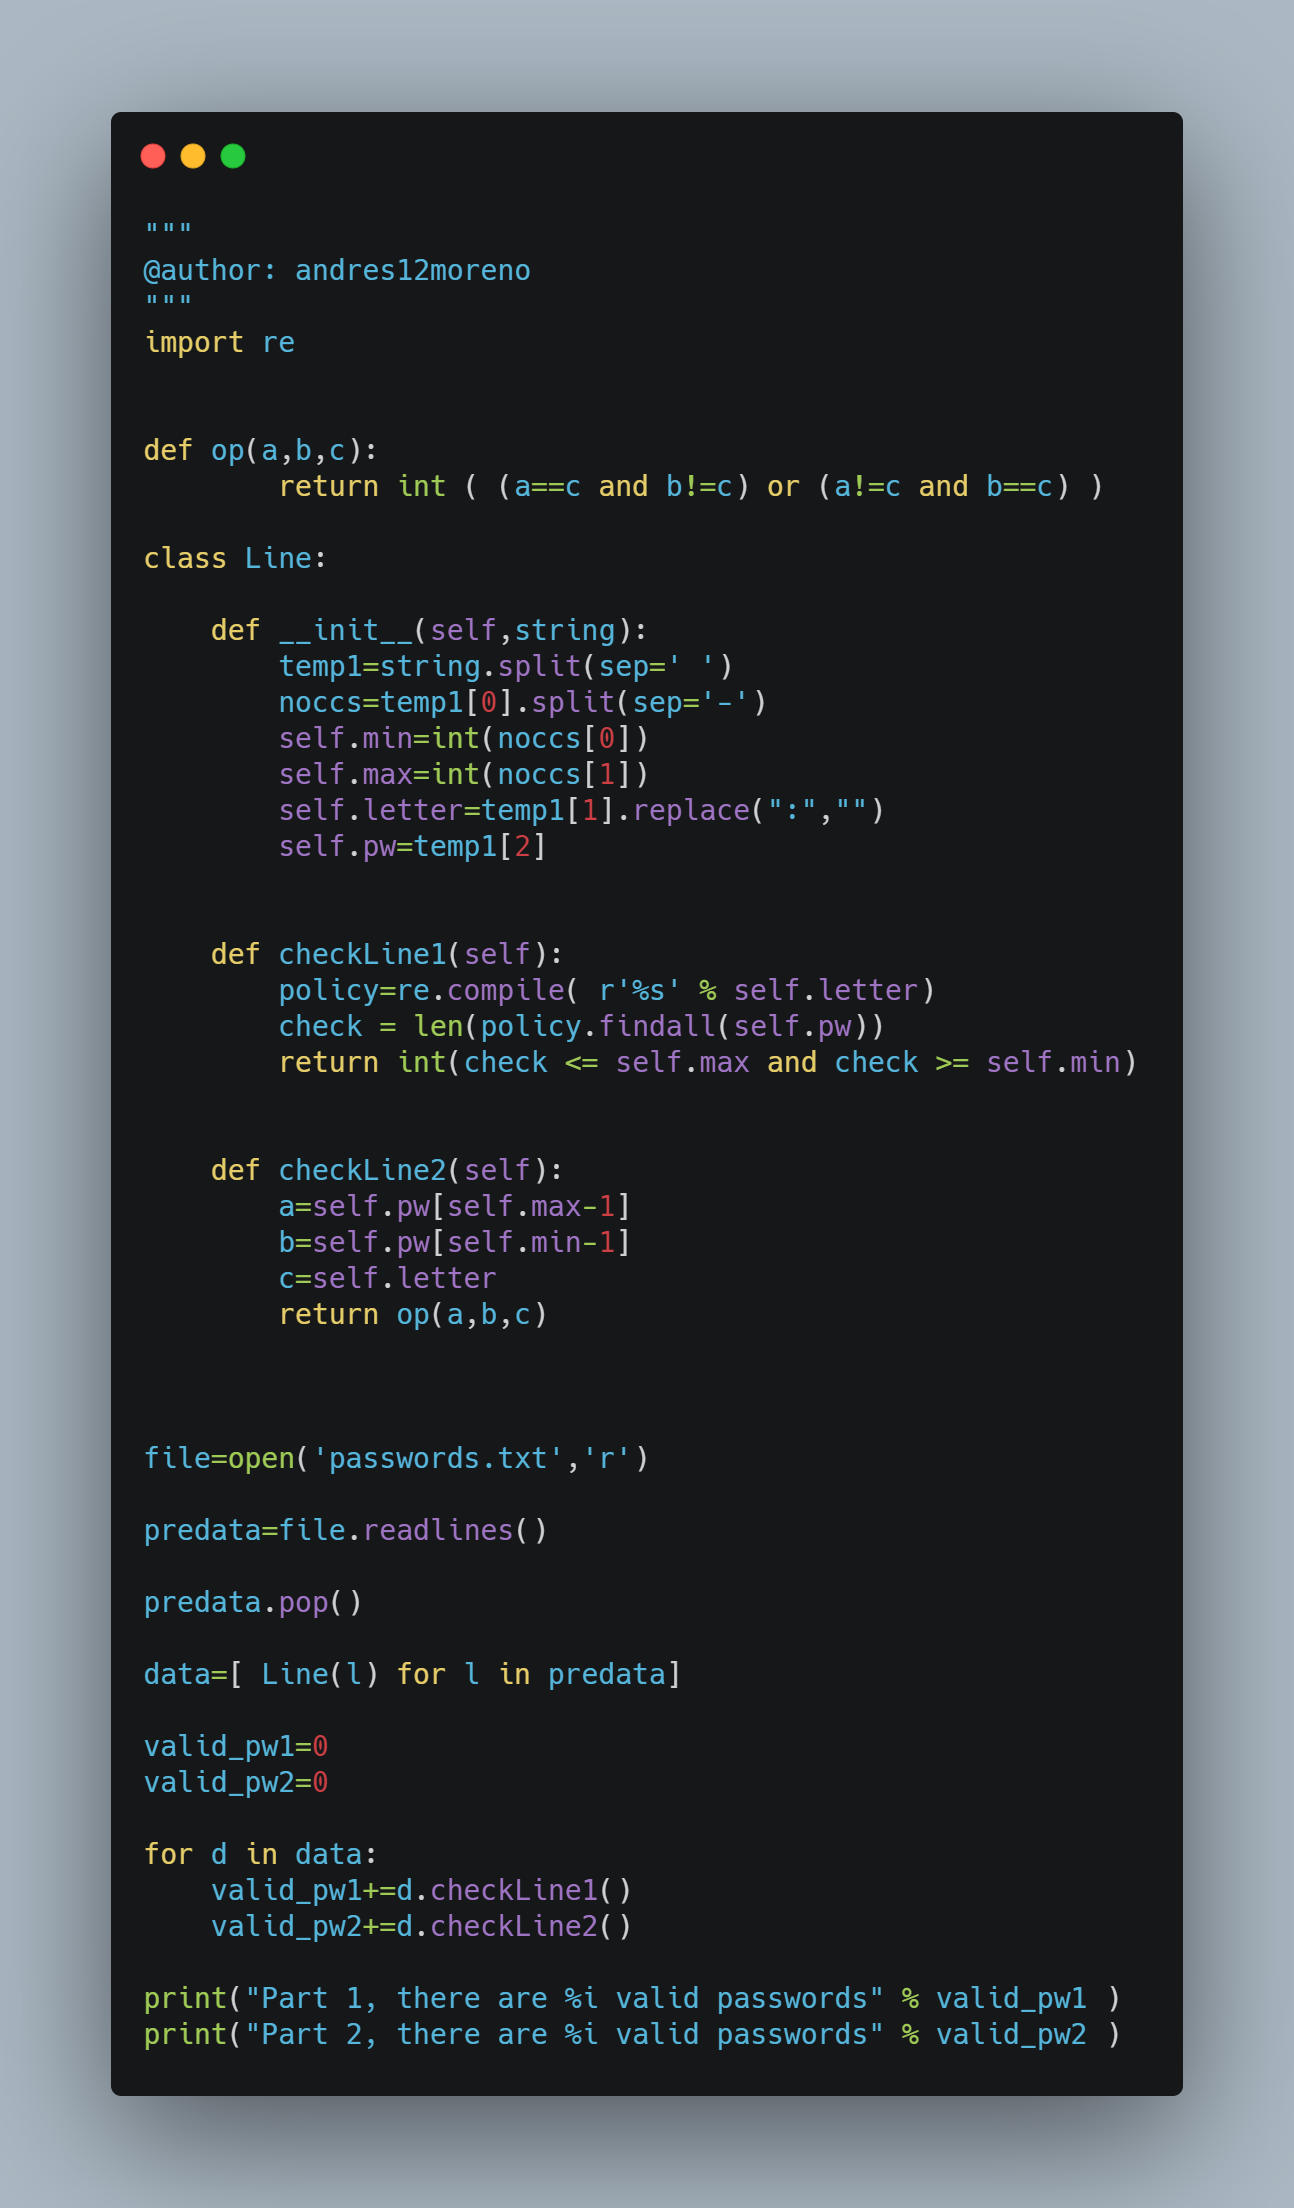 """
@author: andres12moreno
"""
import re
def op(a,b,c):
        return int ( (a==c and b!=c) or (a!=c and b==c) )
class Line:
    def __init__(self,string):
        temp1=string.split(sep=' ')
        noccs=temp1[0].split(sep='-')
        self.min=int(noccs[0])
        self.max=int(noccs[1])
        self.letter=temp1[1].replace(":","")
        self.pw=temp1[2]
    def checkLine1(self):
        policy=re.compile( r'%s' % self.letter)
        check = len(policy.findall(self.pw))
        return int(check <= self.max and check >= self.min)
    def checkLine2(self):
        a=self.pw[self.max-1]
        b=self.pw[self.min-1]
        c=self.letter
        return op(a,b,c)
file=open('passwords.txt','r')
predata=file.readlines()
predata.pop()
data=[ Line(l) for l in predata]
valid_pw1=0
valid_pw2=0
for d in data:
    valid_pw1+=d.checkLine1()
    valid_pw2+=d.checkLine2()
print("Part 1, there are %i valid passwords" % valid_pw1 )
print("Part 2, there are %i valid passwords" % valid_pw2 )